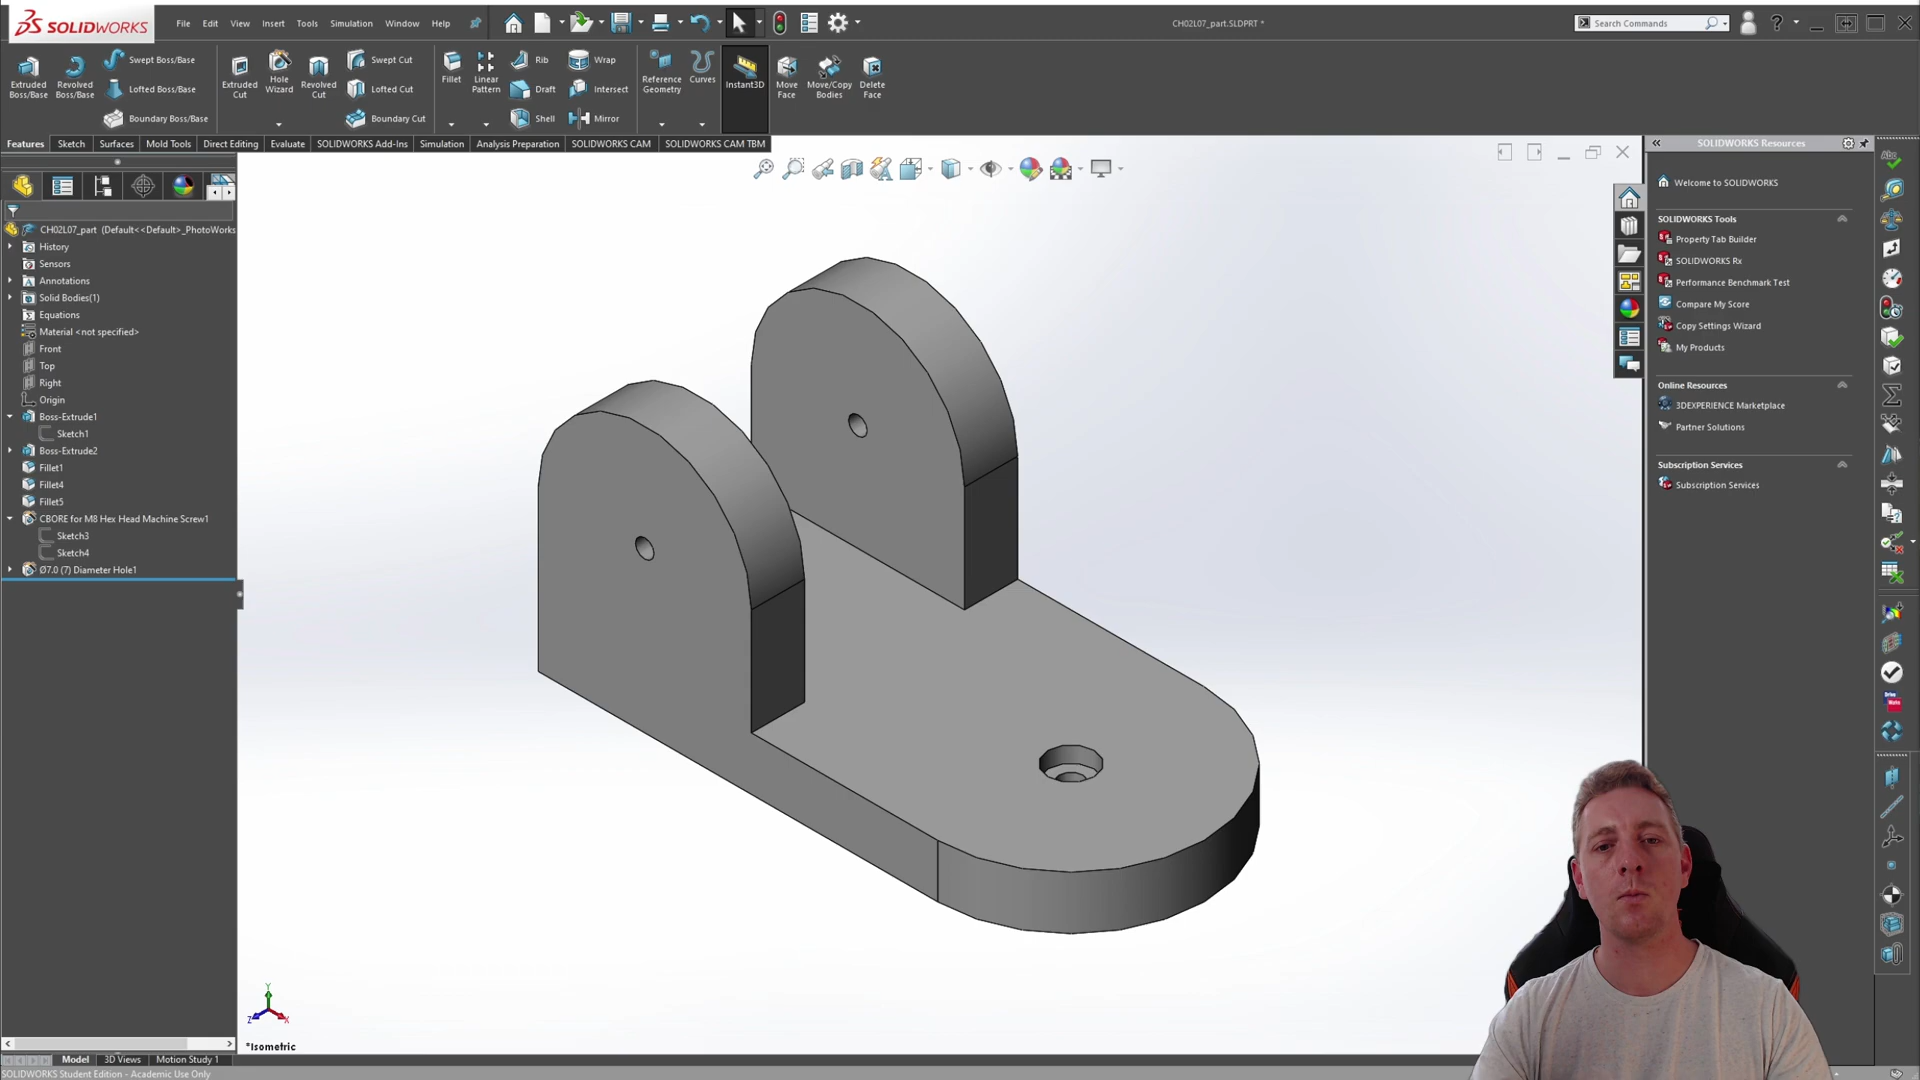 SOLIDWORKS
File Edit View Insert Tools Simulation Window Help
CH02L07_part.SLDPRT *
Search Commands
Extruded Boss/Base
Revolved Boss/Base
Swept Boss/Base
Lofted Boss/Base
Boundary Boss/Base
Extruded Cut
Hole Wizard
Revolved Cut
Swept Cut
Lofted Cut
Boundary Cut
Fillet
Linear Pattern
Rib
Draft
Shell
Wrap
Intersect
Mirror
Reference Geometry
Curves
Instant3D
Move Face
Move/Copy Bodies
Delete Face
Features Sketch Surfaces Mold Tools Direct Editing Evaluate SOLIDWORKS Add-Ins Simulation Analysis Preparation SOLIDWORKS CAM SOLIDWORKS CAM TBM
CH02L07_part (Default<<Default>_PhotoWorks
History
Sensors
Annotations
Solid Bodies(1)
Equations
Material <not specified>
Front
Top
Right
Origin
Boss-Extrude1
Sketch1
Boss-Extrude2
Fillet1
Fillet4
Fillet5
CBORE for M8 Hex Head Machine Screw1
Sketch3
Sketch4
Ø7.0 (7) Diameter Hole1
Y
Z
X
*Isometric
SOLIDWORKS Resources
Welcome to SOLIDWORKS
SOLIDWORKS Tools
Property Tab Builder
SOLIDWORKS Rx
Performance Benchmark Test
Compare My Score
Copy Settings Wizard
My Products
Online Resources
3DEXPERIENCE Marketplace
Partner Solutions
Subscription Services
Subscription Services
Model 3D Views Motion Study 1
SOLIDWORKS Student Edition - Academic Use Only